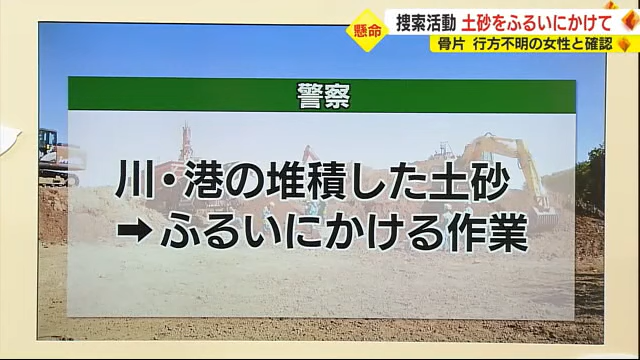 懸命
捜索活動 土砂をふるいにかけて
骨片 行方不明の女性と確認
警察
川・港の堆積した土砂
➡ふるいにかける作業